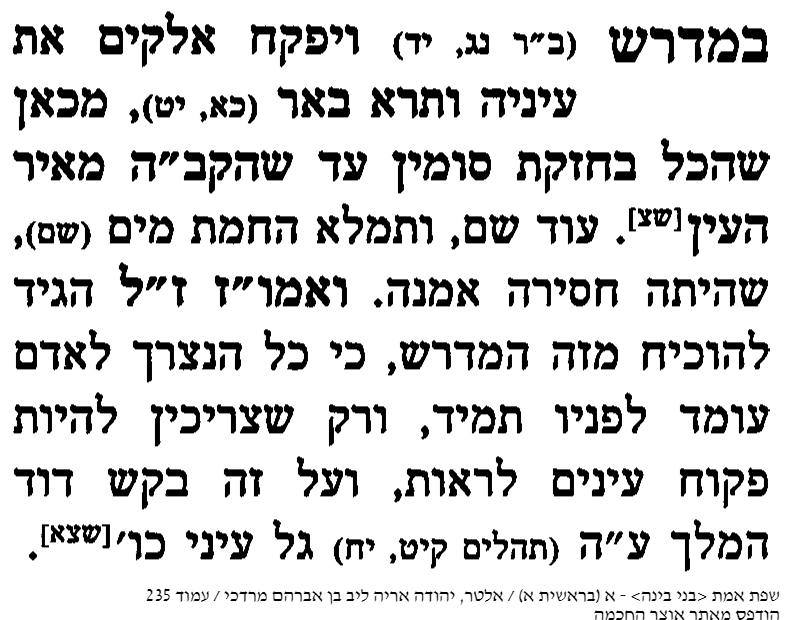 במדרש (ב״ר נג, יד) ויפקח אלקים את
עיניה ותרא באר (כא, יט), מכאן
שהכל בחזקת סומין עד שהקב״ה מאיר
העין[שצ]. עוד שם, ותמלא החמת מים (שם),
שהיתה חסירה אמנה. ואמו״ז ז״ל הגיד
להוכיח מזה המדרש, כי כל הנצרך לאדם
עומד לפניו תמיד, ורק שצריכין להיות
פקוח עינים לראות, ועל זה בקש דוד
המלך ע״ה (תהלים קיט, יח) גל עיני כו׳[שצא].
שפת אמת <בני בינה> - א (בראשית א) / אלטר, יהודה אריה ליב בן אברהם מרדכי / עמוד 235
הודפס מאתר אוצר החכמה